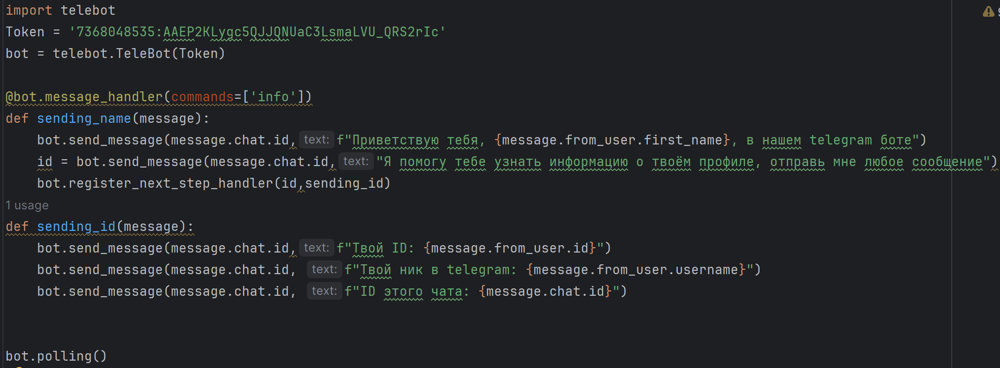 import telebot
Token = '7368048535:AAEP2KLygc5QJJQNUaC3LsmaLVU_QRS2rIc'
bot = telebot.TeleBot(Token)
@bot.message_handler(commands=['info'])
def sending_name(message):
    bot.send_message(message.chat.id, text: f"Приветствую тебя, {message.from_user.first_name}, в нашем telegram боте")
    id = bot.send_message(message.chat.id, text: "Я помогу тебе узнать информацию о твоём профиле, отправь мне любое сообщение")
    bot.register_next_step_handler(id,sending_id)
1 usage
def sending_id(message):
    bot.send_message(message.chat.id, text: f"Твой ID: {message.from_user.id}")
    bot.send_message(message.chat.id, text: f"Твой ник в telegram: {message.from_user.username}")
    bot.send_message(message.chat.id, text: f"ID этого чата: {message.chat.id}")
bot.polling()